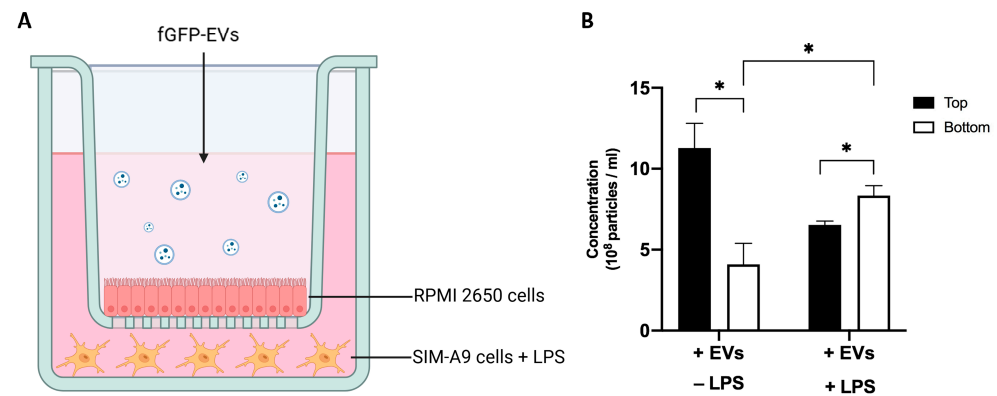 A
fGFP-EVs
RPMI 2650 cells
SIM-A9 cells + LPS
B
Concentration
(10⁸ particles / ml)
15
10
5
0
*
*
*
Top
Bottom
+ EVs
– LPS
+ EVs
+ LPS